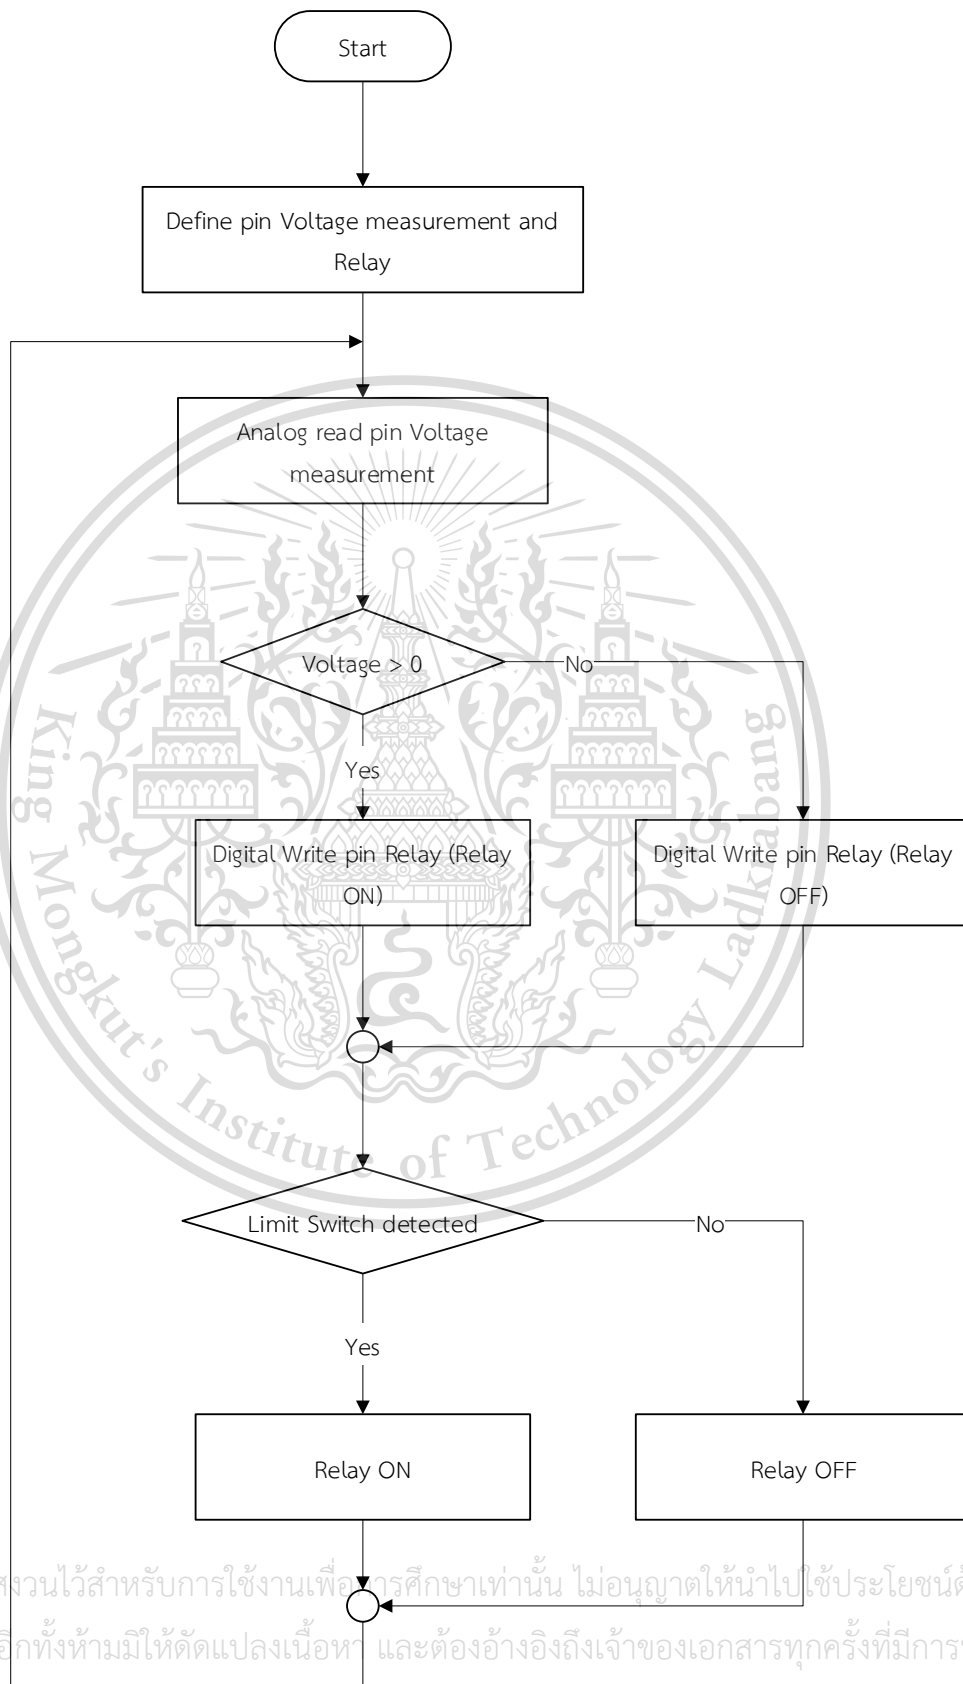 Start
Define pin Voltage measurement and
Relay
Analog read pin Voltage
measurement
Voltage > 0
No
Yes
Digital Write pin Relay (Relay
ON)
Digital Write pin Relay (Relay
OFF)
King Mongkut's Institute of Technology Ladkrabang
Limit Switch detected
No
Yes
Relay ON
Relay OFF
สงวนไว้สำหรับการใช้งานเพื่อการศึกษาเท่านั้น ไม่อนุญาตให้นำไปใช้ประโยชน์
อีกทั้งห้ามมิให้ดัดแปลงเนื้อหา และต้องอ้างอิงถึงเจ้าของเอกสารทุกครั้งที่มีการ